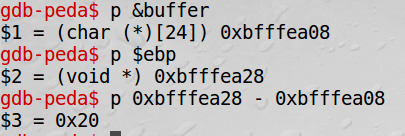 gdb-peda$ p &buffer
$1 = (char (*)[24]) 0xbfffea08
gdb-peda$ p $ebp
$2 = (void *) 0xbfffea28
gdb-peda$ p 0xbfffea28 - 0xbfffea08
$3 = 0x20